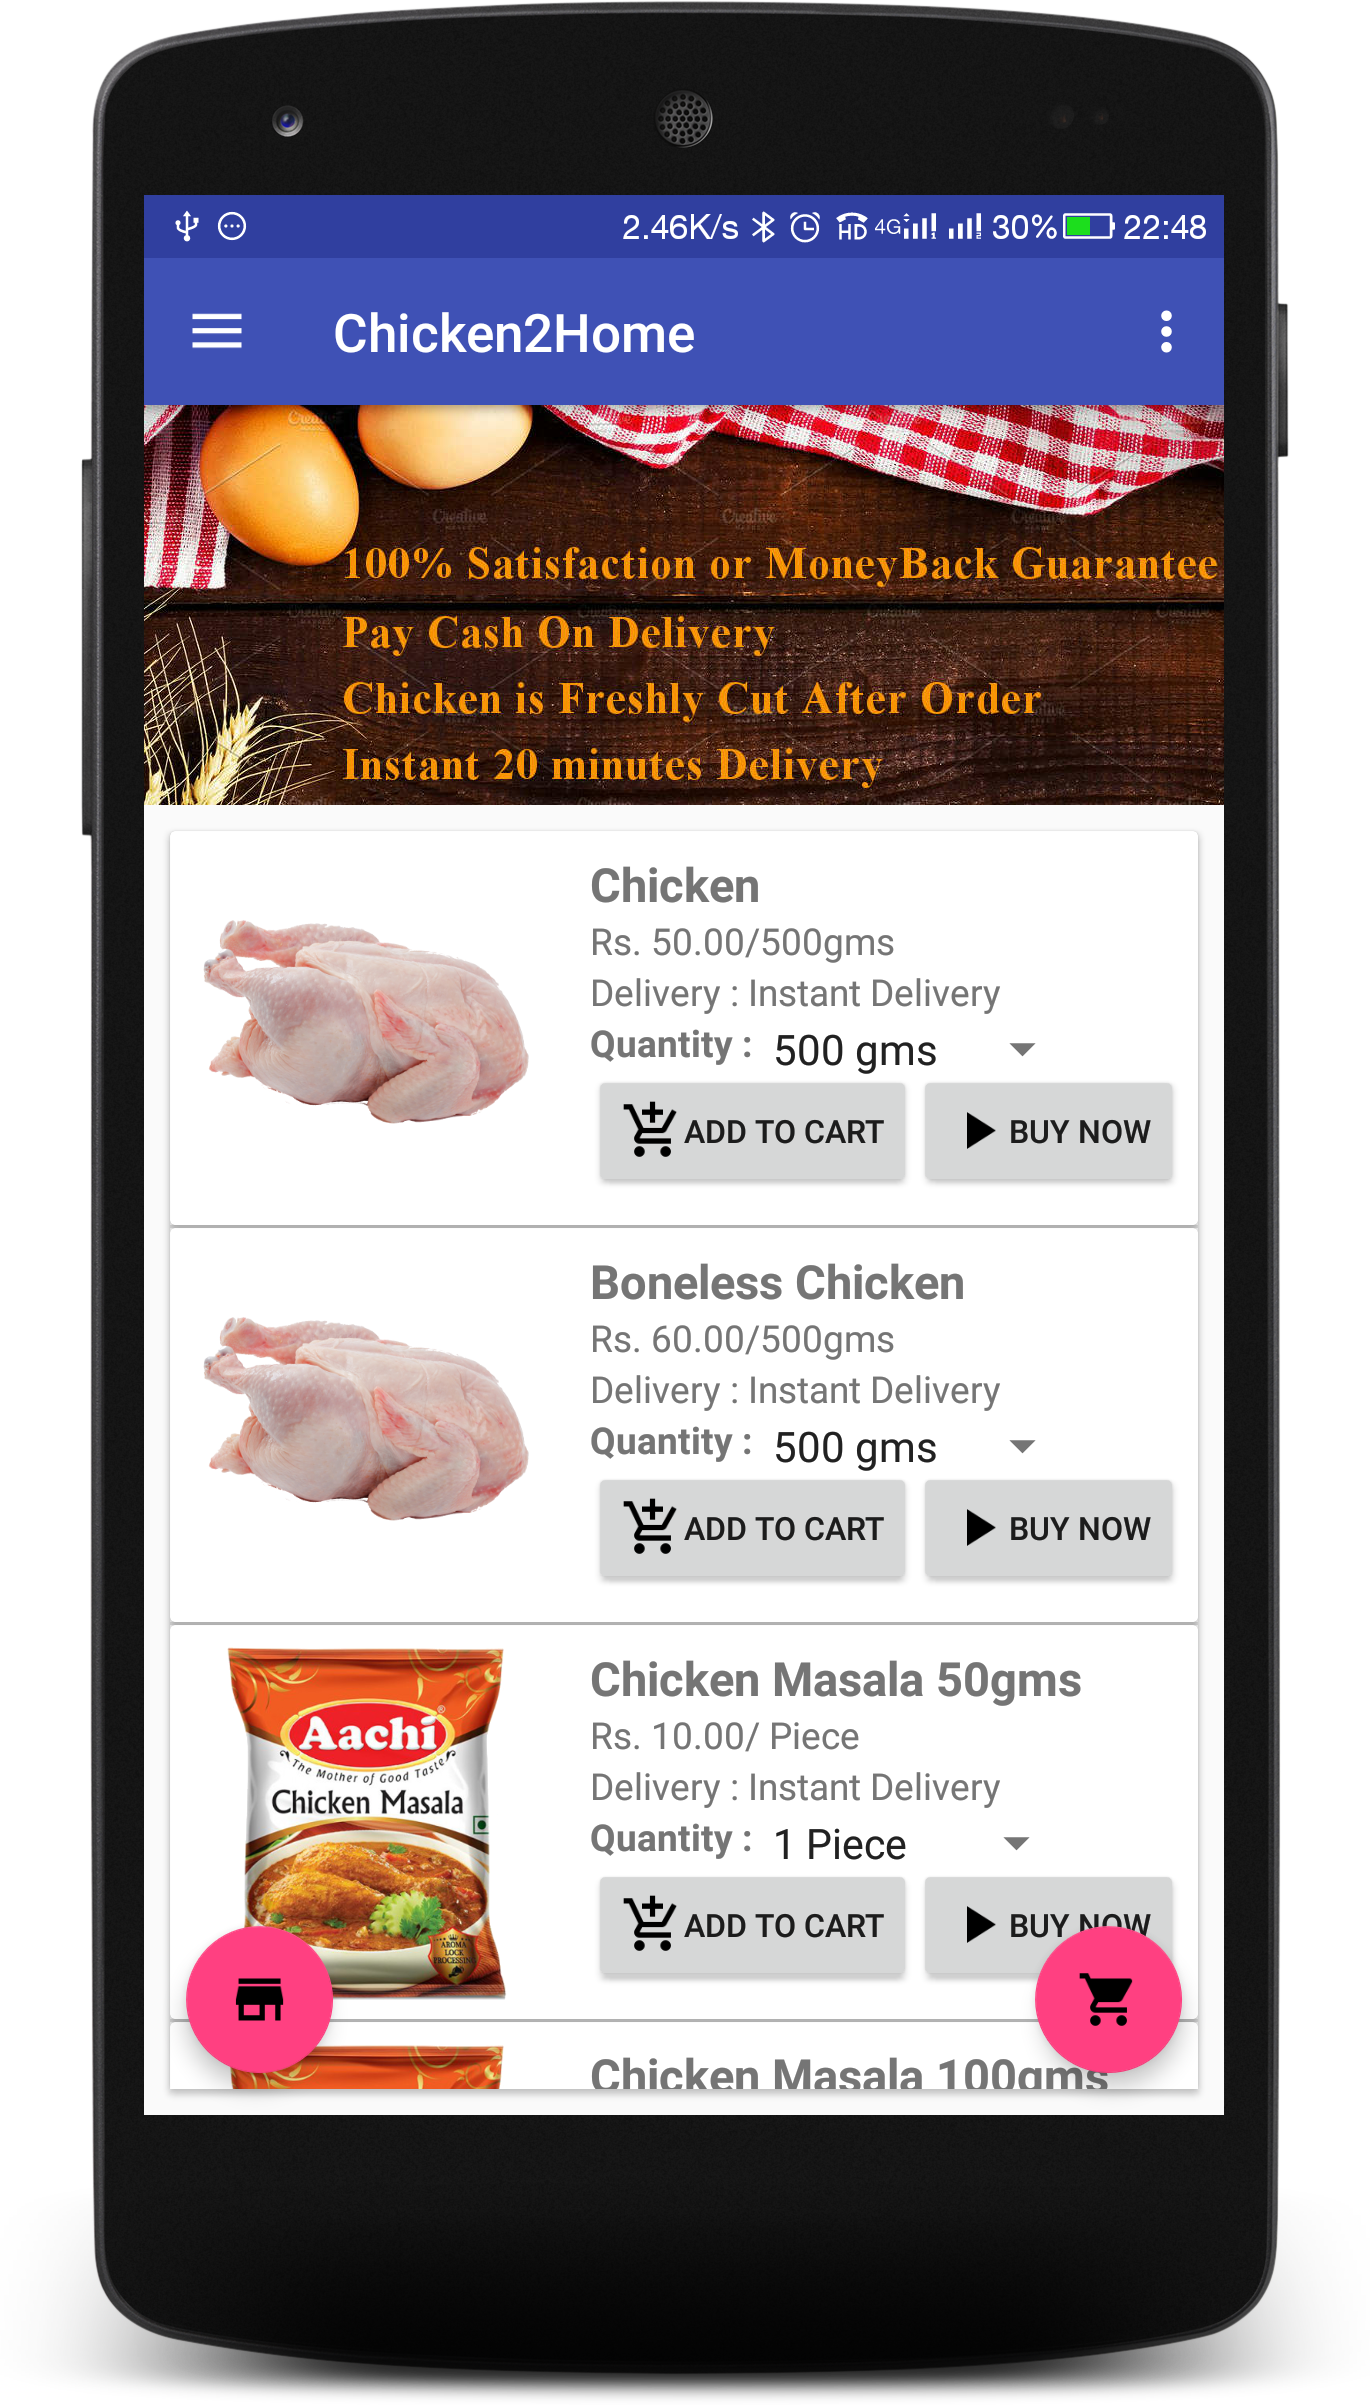 2.46K/s HD 4G 30% 22:48
Chicken2Home
100% Satisfaction or MoneyBack Guarantee
Pay Cash On Delivery
Chicken is Freshly Cut After Order
Instant 20 minutes Delivery
Chicken
Rs. 50.00/500gms
Delivery : Instant Delivery
Quantity : 500 gms
ADD TO CART BUY NOW
Boneless Chicken
Rs. 60.00/500gms
Delivery : Instant Delivery
Quantity : 500 gms
ADD TO CART BUY NOW
Aachi
The Mother of Good Taste
Chicken Masala
AROMA
LOCK
PROCESSING
Chicken Masala 50gms
Rs. 10.00/ Piece
Delivery : Instant Delivery
Quantity : 1 Piece
ADD TO CART BUY NOW
Chicken Masala 100gms